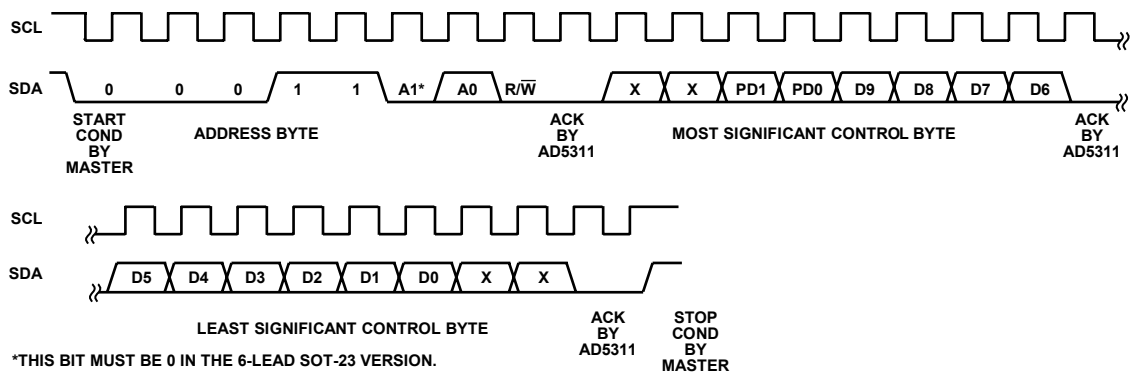 SCL
SDA
0 0 0 1 1 A1* A0 R/W̅ X X PD1 PD0 D9 D8 D7 D6
START
COND
BY
MASTER
ADDRESS BYTE
ACK
BY
AD5311
MOST SIGNIFICANT CONTROL BYTE
ACK
BY
AD5311
SCL
SDA
D5 D4 D3 D2 D1 D0 X X
LEAST SIGNIFICANT CONTROL BYTE
ACK
BY
AD5311
STOP
COND
BY
MASTER
*THIS BIT MUST BE 0 IN THE 6-LEAD SOT-23 VERSION.